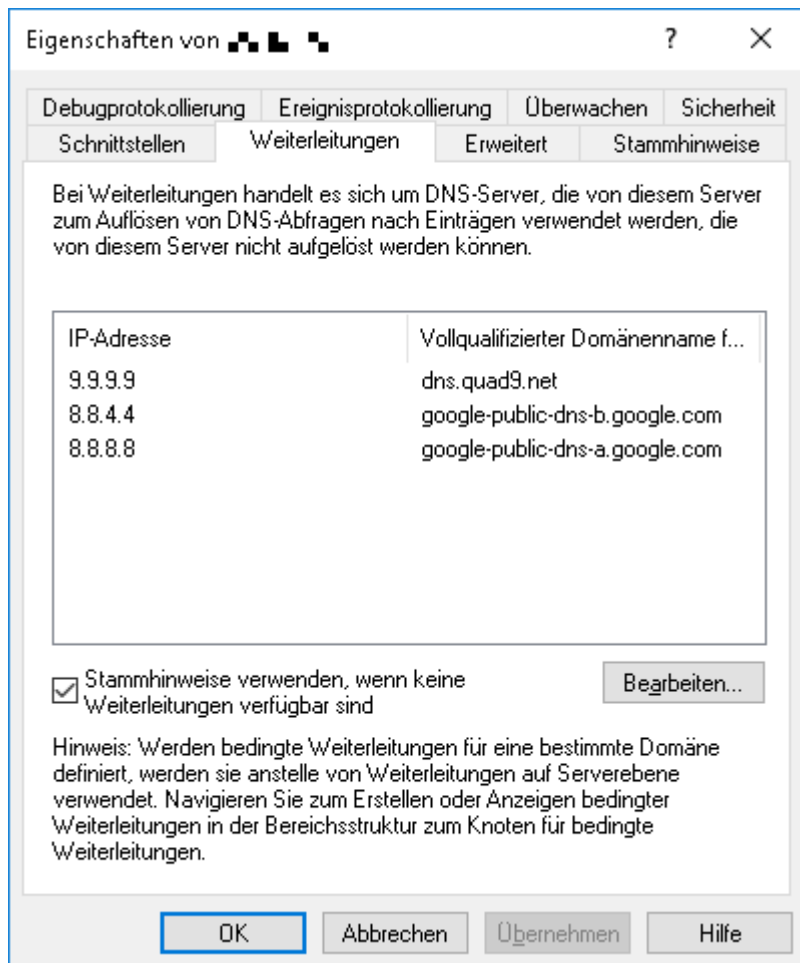 Eigenschaften von
Debugprotokollierung Ereignisprotokollierung Überwachen Sicherheit
Schnittstellen Weiterleitungen Erweitert Stammhinweise
Bei Weiterleitungen handelt es sich um DNS-Server, die von diesem Server
zum Auflösen von DNS-Abfragen nach Einträgen verwendet werden, die
von diesem Server nicht aufgelöst werden können.
IP-Adresse Vollqualifizierter Domänenname f...
9.9.9.9 dns.quad9.net
8.8.4.4 google-public-dns-b.google.com
8.8.8.8 google-public-dns-a.google.com
Stammhinweise verwenden, wenn keine
Weiterleitungen verfügbar sind
Bearbeiten...
Hinweis: Werden bedingte Weiterleitungen für eine bestimmte Domäne
definiert, werden sie anstelle von Weiterleitungen auf Serverebene
verwendet. Navigieren Sie zum Erstellen oder Anzeigen bedingter
Weiterleitungen in der Bereichsstruktur zum Knoten für bedingte
Weiterleitungen.
OK Abbrechen Übernehmen Hilfe